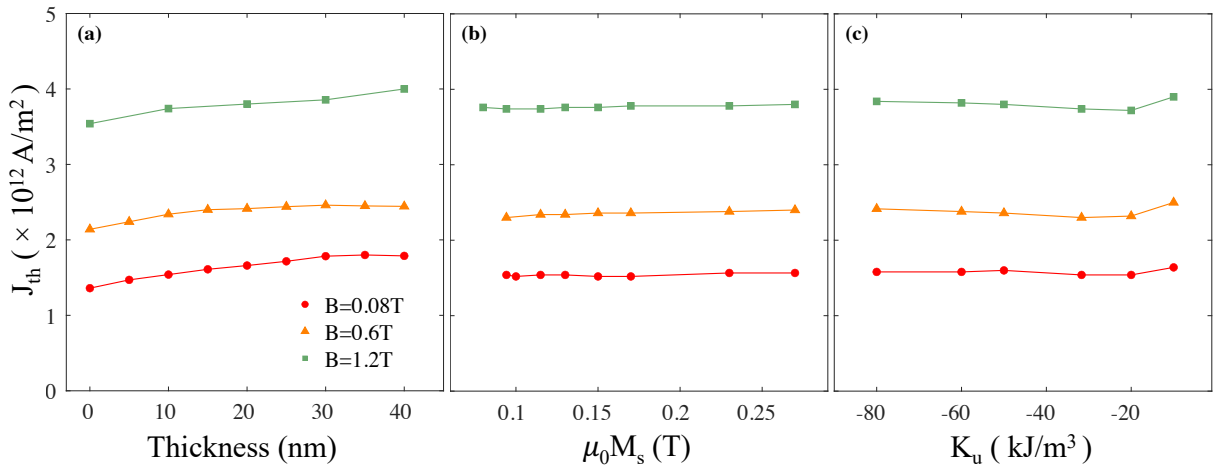 (a)
(b)
(c)
5
4
3
2
1
0
J_th ( × 10^12 A/m^2 )
B=0.08T
B=0.6T
B=1.2T
0 10 20 30 40
0.1 0.15 0.2 0.25
-80 -60 -40 -20
Thickness (nm)
μ_0M_s (T)
K_u ( kJ/m^3 )